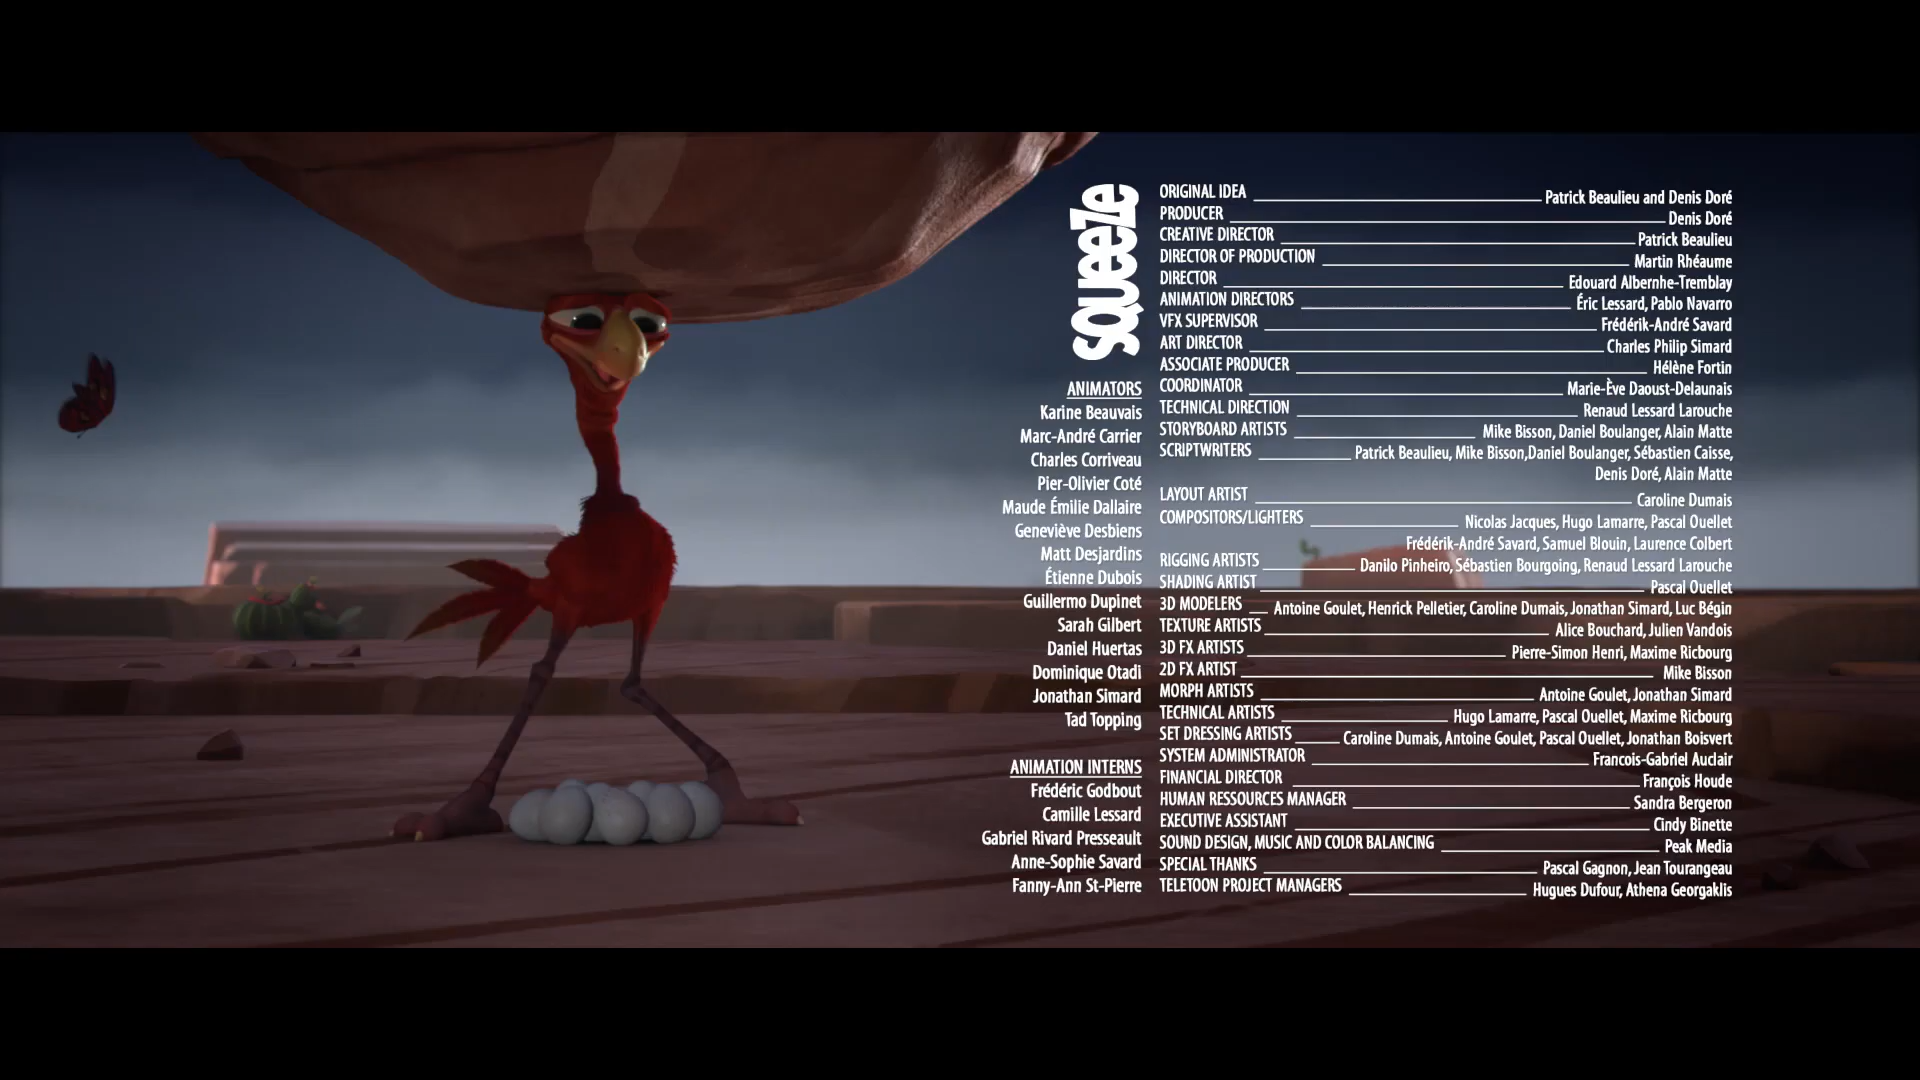 squeeze
ANIMATORS
Karine Beauvais
Marc-André Carrier
Charles Corriveau
Pier-Olivier Coté
Maude Émilie Dallaire
Geneviève Desbiens
Matt Desjardins
Étienne Dubois
Guillermo Dupinet
Sarah Gilbert
Daniel Huertas
Dominique Otadi
Jonathan Simard
Tad Topping
ANIMATION INTERNS
Frédéric Godbout
Camille Lessard
Gabriel Rivard Presseault
Anne-Sophie Savard
Fanny-Ann St-Pierre
ORIGINAL IDEA Patrick Beaulieu and Denis Doré
PRODUCER Denis Doré
CREATIVE DIRECTOR Patrick Beaulieu
DIRECTOR OF PRODUCTION Martin Rhéaume
DIRECTOR Edouard Albernhe-Tremblay
ANIMATION DIRECTORS Éric Lessard, Pablo Navarro
VFX SUPERVISOR Frédérik-André Savard
ART DIRECTOR Charles Philip Simard
ASSOCIATE PRODUCER Hélène Fortin
COORDINATOR Marie-Ève Daoust-Delaunais
TECHNICAL DIRECTION Renaud Lessard Larouche
STORYBOARD ARTISTS Mike Bisson, Daniel Boulanger, Alain Matte
SCRIPTWRITERS Patrick Beaulieu, Mike Bisson,Daniel Boulanger, Sébastien Caisse,
Denis Doré, Alain Matte
LAYOUT ARTIST Caroline Dumais
COMPOSITORS/LIGHTERS Nicolas Jacques, Hugo Lamarre, Pascal Ouellet
Frédérik-André Savard, Samuel Blouin, Laurence Colbert
RIGGING ARTISTS Danilo Pinheiro, Sébastien Bourgoing, Renaud Lessard Larouche
SHADING ARTIST Pascal Ouellet
3D MODELERS Antoine Goulet, Henrick Pelletier, Caroline Dumais, Jonathan Simard, Luc Bégin
TEXTURE ARTISTS Alice Bouchard, Julien Vandois
3D FX ARTISTS Pierre-Simon Henri, Maxime Ricbourg
2D FX ARTIST Mike Bisson
MORPH ARTISTS Antoine Goulet, Jonathan Simard
TECHNICAL ARTISTS Hugo Lamarre, Pascal Ouellet, Maxime Ricbourg
SET DRESSING ARTISTS Caroline Dumais, Antoine Goulet, Pascal Ouellet, Jonathan Boisvert
SYSTEM ADMINISTRATOR Francois-Gabriel Auclair
FINANCIAL DIRECTOR François Houde
HUMAN RESSOURCES MANAGER Sandra Bergeron
EXECUTIVE ASSISTANT Cindy Binette
SOUND DESIGN, MUSIC AND COLOR BALANCING Peak Media
SPECIAL THANKS Pascal Gagnon, Jean Tourangeau
TELETOON PROJECT MANAGERS Hugues Dufour, Athena Georgaklis